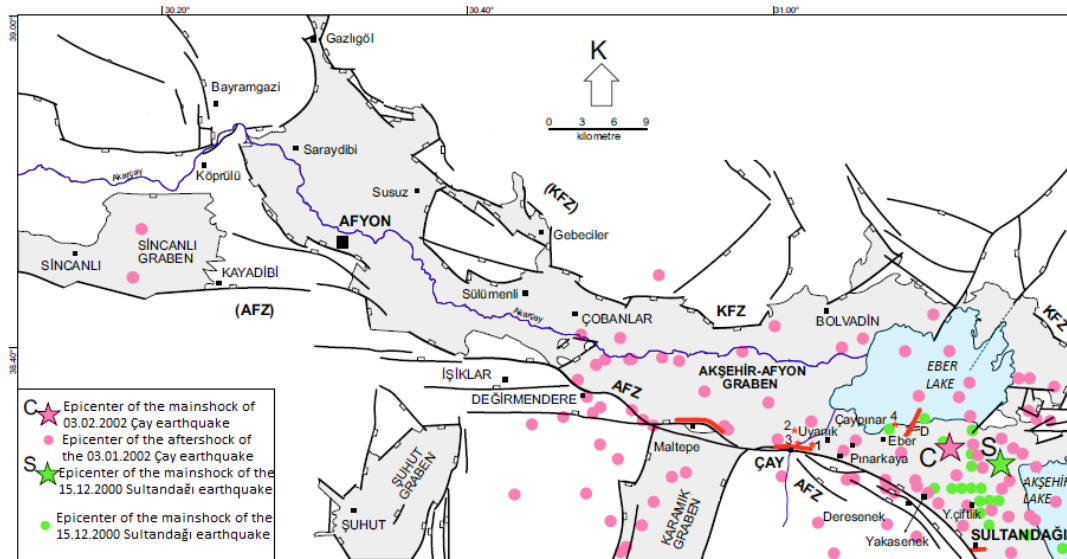 30.20°
30.40°
31.00°
39.00°
38.40°
Gazlıgöl
K
Bayramgazi
0 3 6 9
kilometre
Saraydibi
Akarçay
Köprülü
Susuz
(KFZ)
AFYON
Gebeciler
SİNCANLI
GRABEN
SİNCANLI
KAYADİBİ
(AFZ)
Sülümenli
Akarçay
ÇOBANLAR
KFZ
BOLVADİN
KFZ
EBER
LAKE
İŞIKLAR
AKŞEHİR-AFYON
GRABEN
AFZ
DEĞİRMENDERE
Maltepe
2
Uyanık
3
1
Çaypınar
4
D
Eber
Pınarkaya
ÇAY
AFZ
C
S
AKŞEHİR
LAKE
ŞUHUT
GRABEN
ŞUHUT
KARAMIK
GRABEN
Deresenek
Yakasenek
Y.çiftlik
SULTANDAĞI
C
Epicenter of the mainshock of
03.02.2002 Çay earthquake
Epicenter of the aftershock of
the 03.01.2002 Çay earthquake
S
Epicenter of the mainshock of the
15.12.2000 Sultandağı earthquake
Epicenter of the mainshock of the
15.12.2000 Sultandağı earthquake